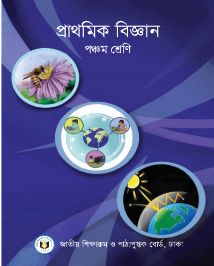 প্রাথমিক বিজ্ঞান
পঞ্চম শ্রেণি
জাতীয় শিক্ষাক্রম ও পাঠ্যপুস্তক বোর্ড, ঢাকা